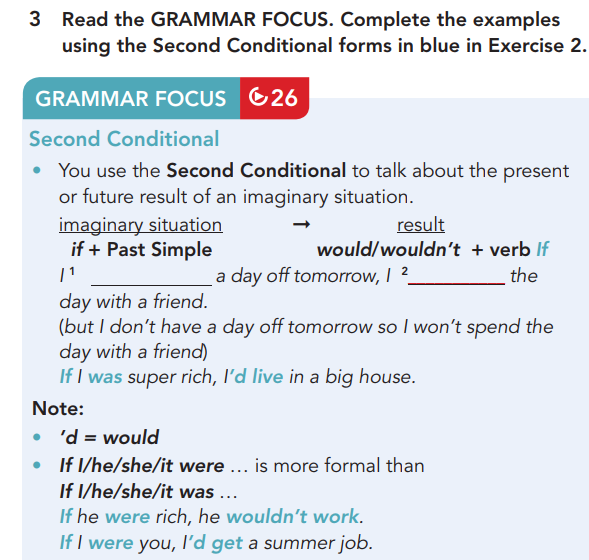 3 Read the GRAMMAR FOCUS. Complete the examples
using the Second Conditional forms in blue in Exercise 2.
GRAMMAR FOCUS 26
Second Conditional
• You use the Second Conditional to talk about the present
or future result of an imaginary situation.
imaginary situation → result
if + Past Simple would/wouldn't + verb If
I ¹ ____________ a day off tomorrow, I ²__________ the
day with a friend.
(but I don't have a day off tomorrow so I won't spend the
day with a friend)
If I was super rich, I'd live in a big house.
Note:
• 'd = would
• If I/he/she/it were … is more formal than
If I/he/she/it was …
If he were rich, he wouldn't work.
If I were you, I'd get a summer job.